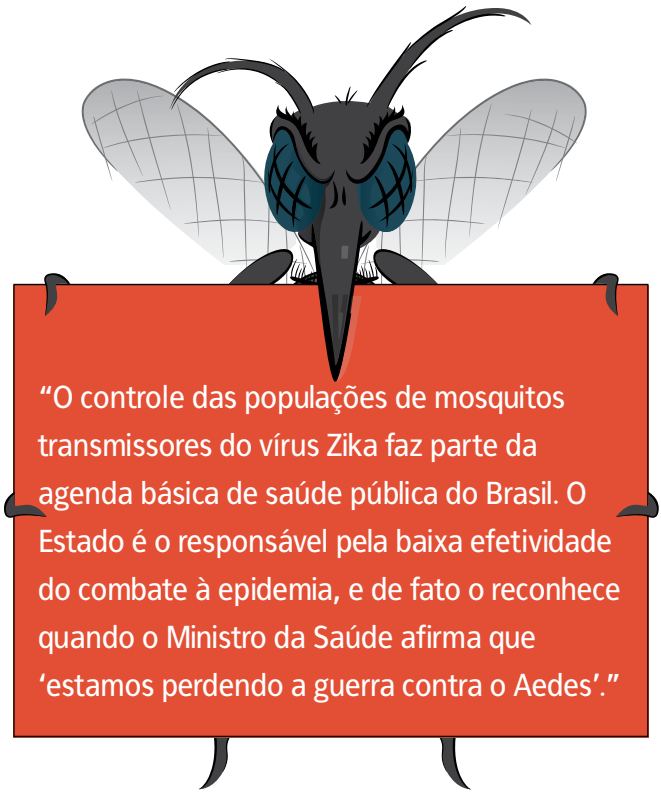 “O controle das populações de mosquitos
transmissores do vírus Zika faz parte da
agenda básica de saúde pública do Brasil. O
Estado é o responsável pela baixa efetividade
do combate à epidemia, e de fato o reconhece
quando o Ministro da Saúde afirma que
‘estamos perdendo a guerra contra o Aedes’.”